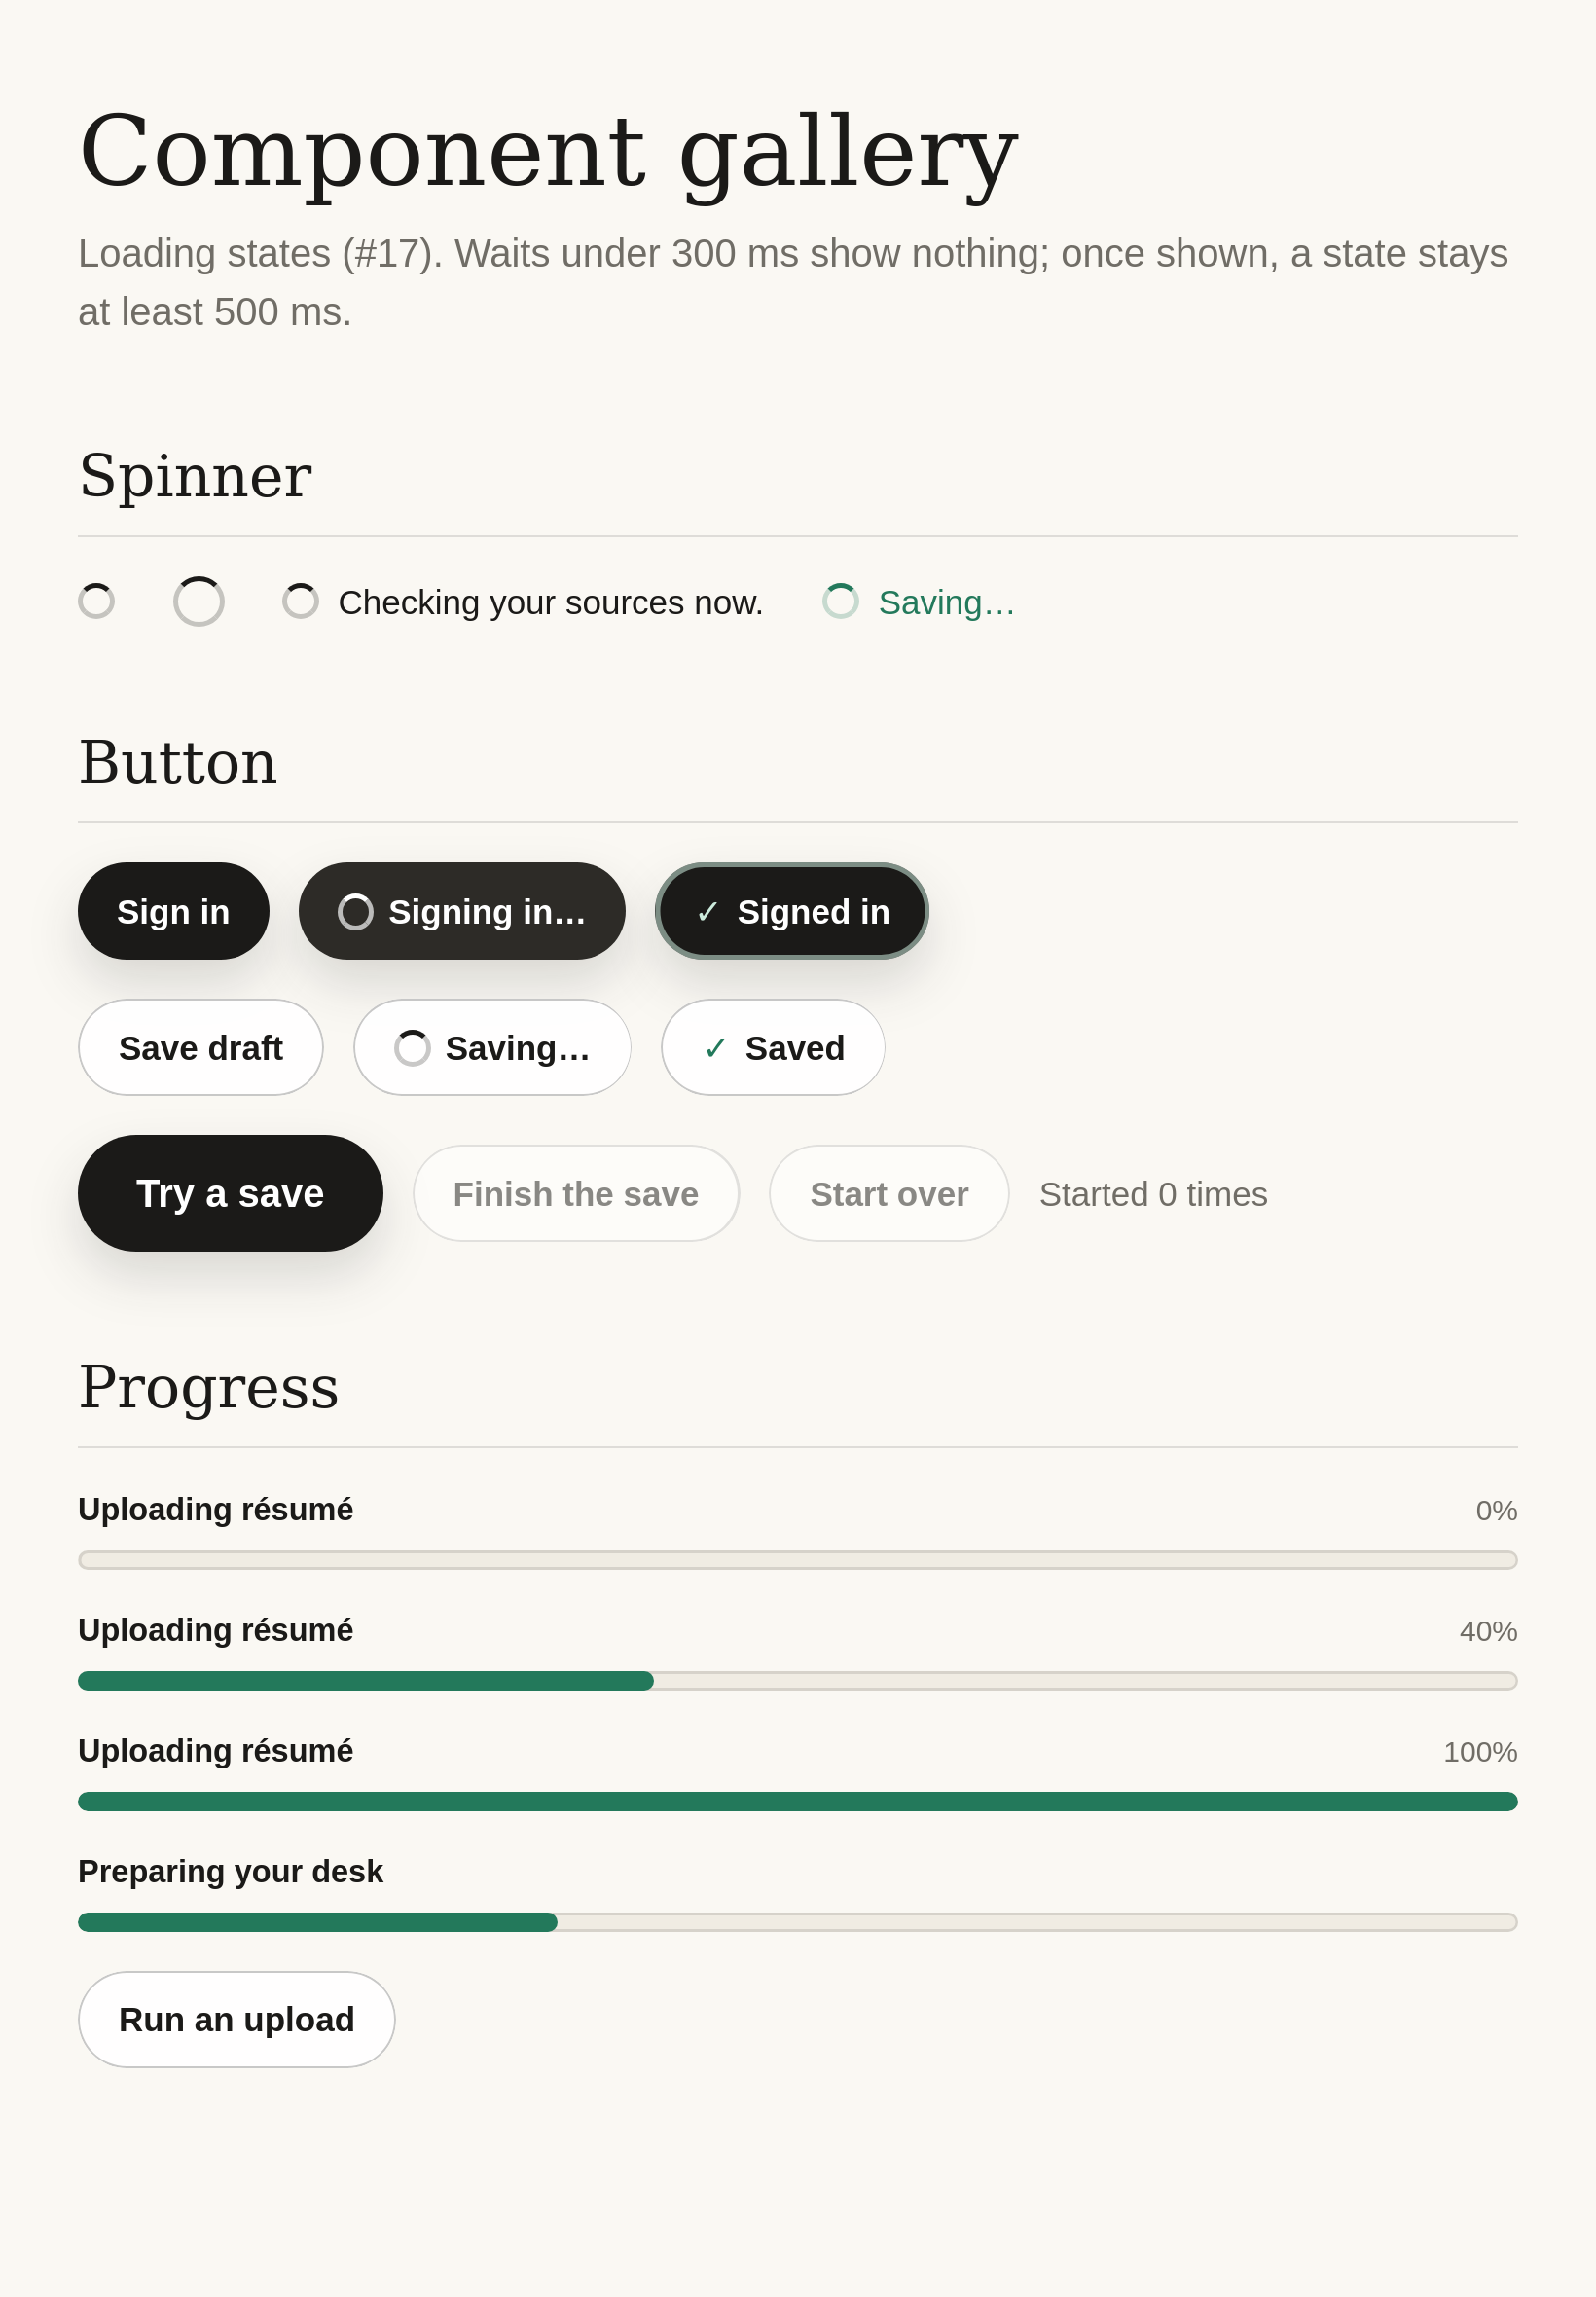 Component gallery
Loading states (#17). Waits under 300 ms show nothing; once shown, a state stays
at least 500 ms.
Spinner
Checking your sources now. Saving…
Button
Sign in Signing in… ✓ Signed in
Save draft Saving… ✓ Saved
Try a save Finish the save Start over Started 0 times
Progress
Uploading résumé 0%
Uploading résumé 40%
Uploading résumé 100%
Preparing your desk
Run an upload